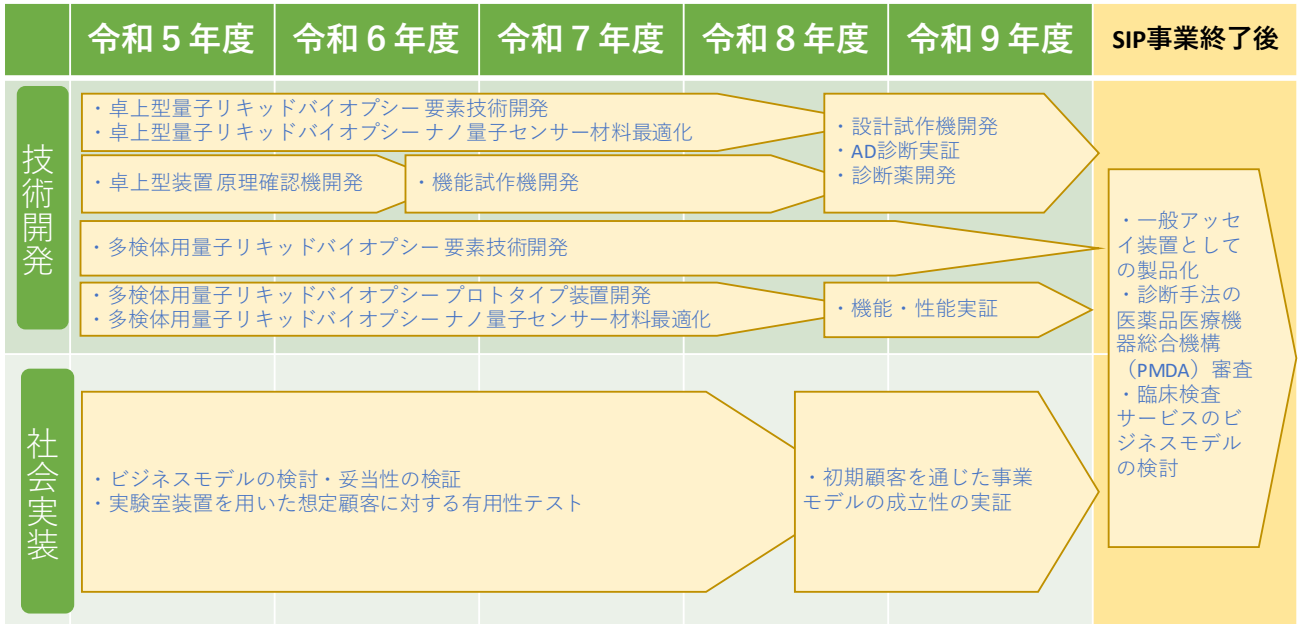 令和５年度
令和６年度
令和７年度
令和８年度
令和９年度
SIP事業終了後
技術開発
・卓上型量子リキッドバイオプシー 要素技術開発
・卓上型量子リキッドバイオプシー ナノ量子センサー材料最適化
・設計試作機開発
・AD診断実証
・診断薬開発
・卓上型装置 原理確認機開発
・機能試作機開発
・多検体用量子リキッドバイオプシー 要素技術開発
・多検体用量子リキッドバイオプシー プロトタイプ装置開発
・多検体用量子リキッドバイオプシー ナノ量子センサー材料最適化
・機能・性能実証
社会実装
・ビジネスモデルの検討・妥当性の検証
・実験室装置を用いた想定顧客に対する有用性テスト
・初期顧客を通じた事業
モデルの成立性の実証
・一般アッセ
イ装置として
の製品化
・診断手法の
医薬品医療機
器総合機構
（PMDA）審査
・臨床検査
サービスのビ
ジネスモデル
の検討